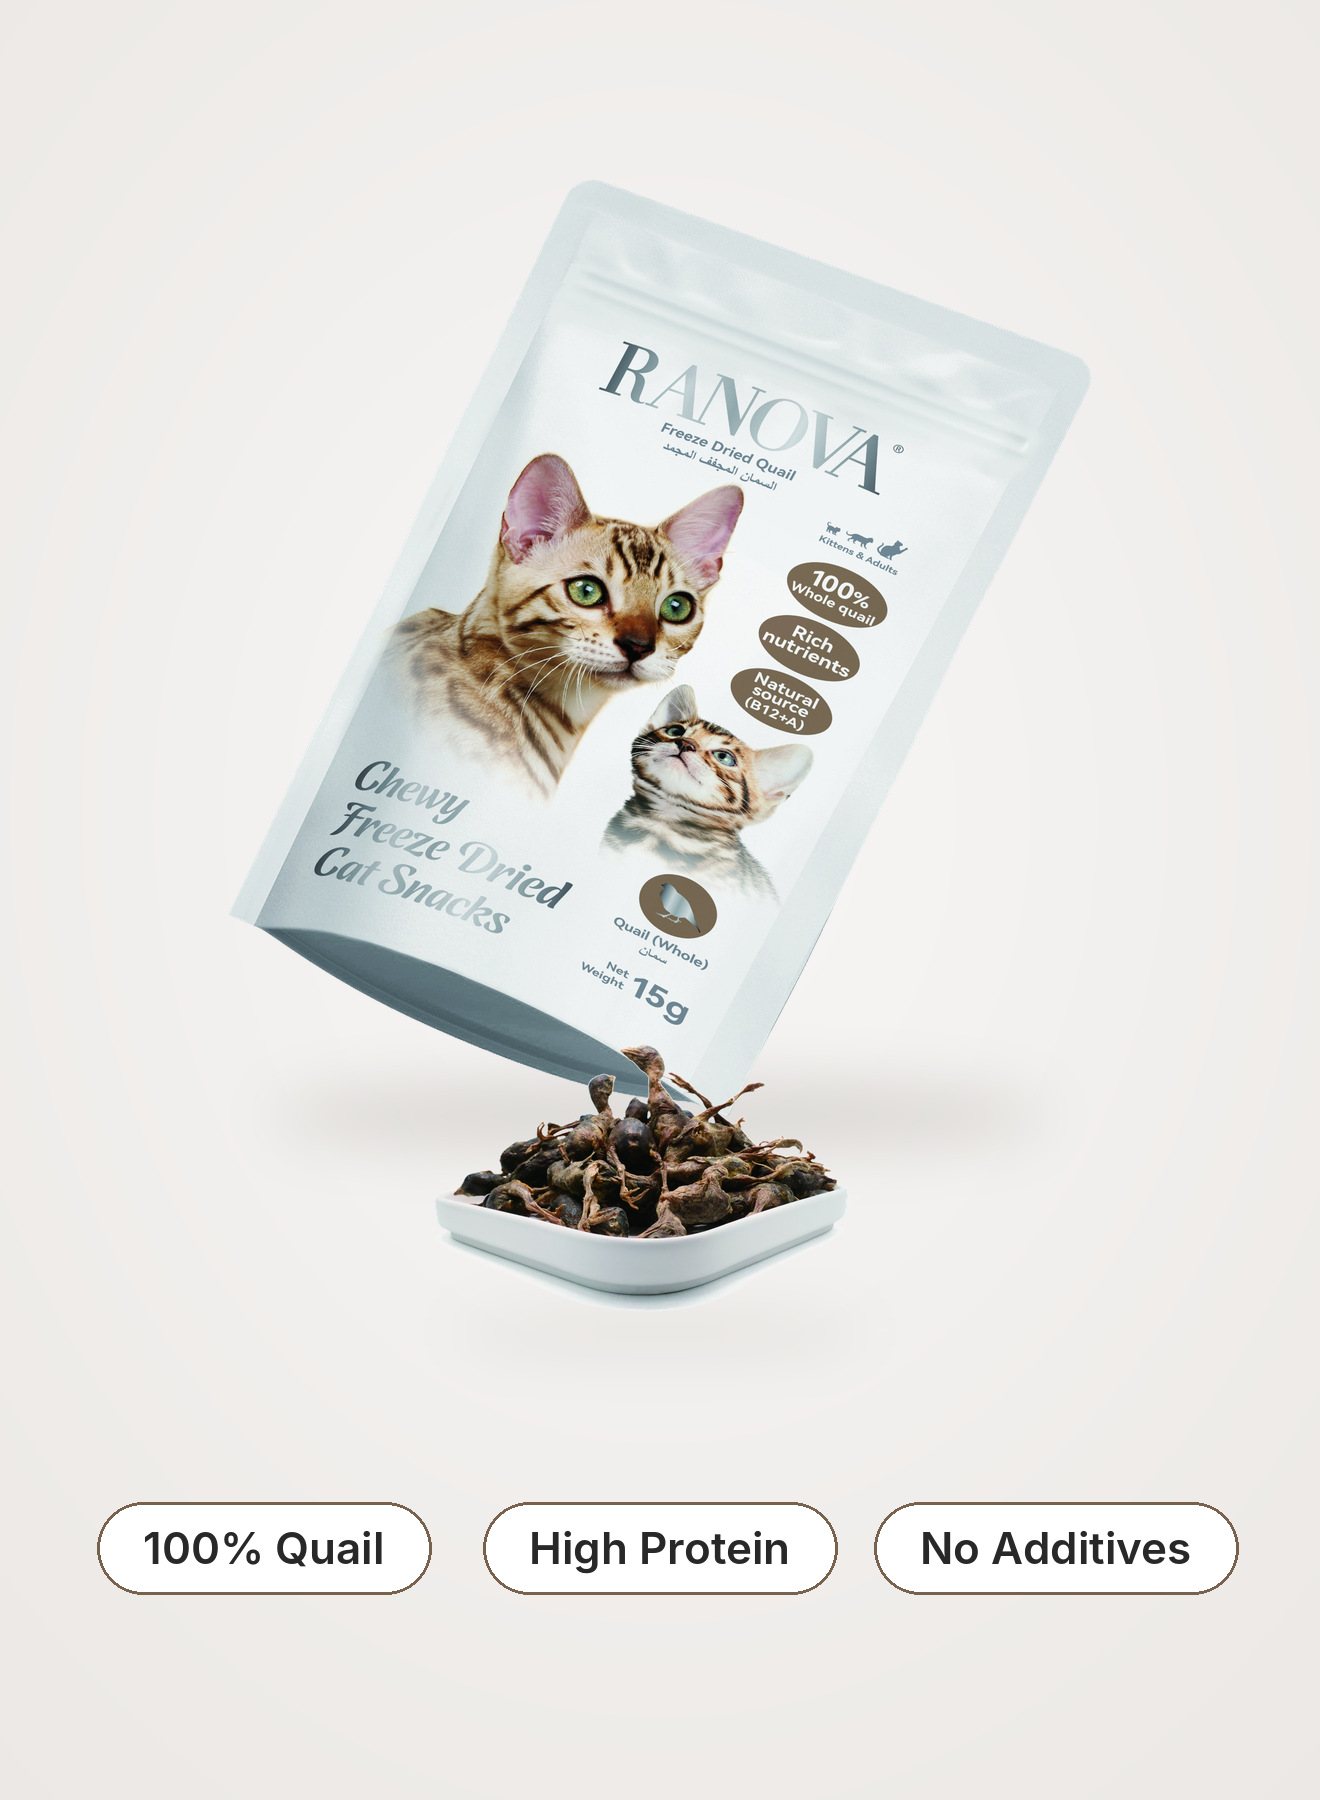 RANOVA®
Freeze Dried Quail
السمان المجفف المجمد
Kittens & Adults
100%
Whole quail
Rich
nutrients
Natural
source
(B12+A)
Chewy
Freeze Dried
Cat Snacks
Quail (Whole)
سمان
Net
Weight
15g
100% Quail
High Protein
No Additives